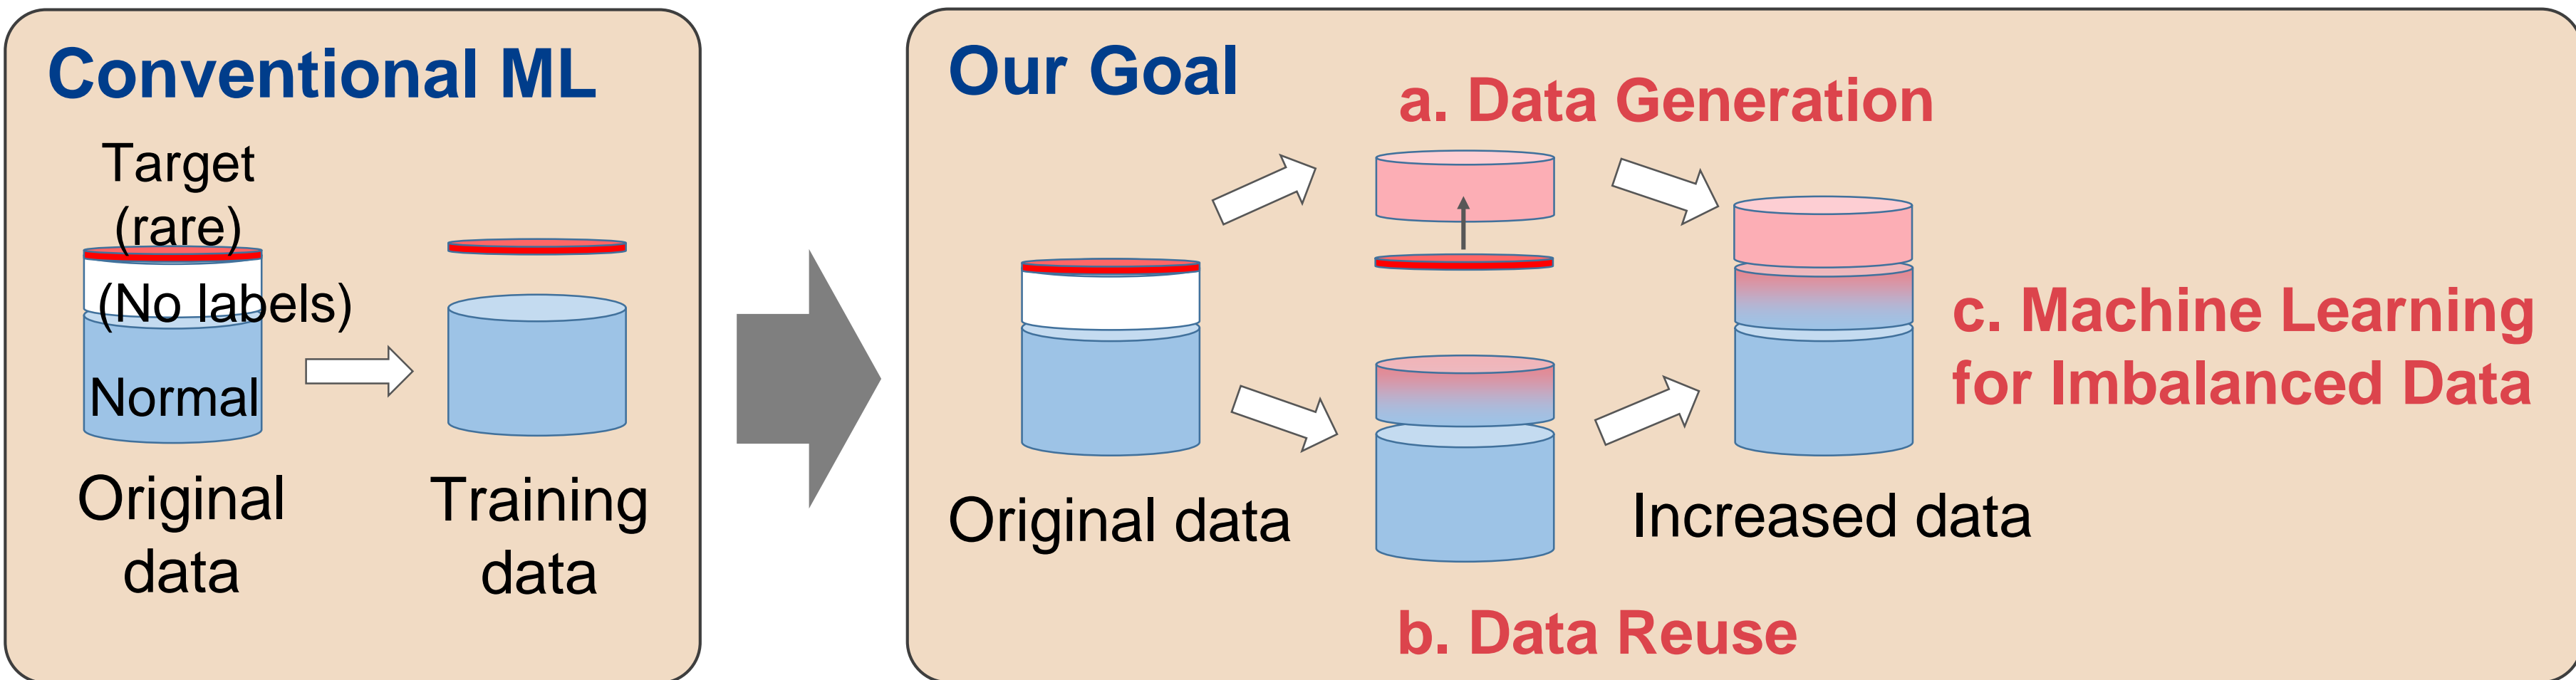 Conventional ML
Target
(rare)
(No labels)
Normal
Original
data
Training
data
Our Goal
a. Data Generation
Original data
b. Data Reuse
Increased data
c. Machine Learning
for Imbalanced Data